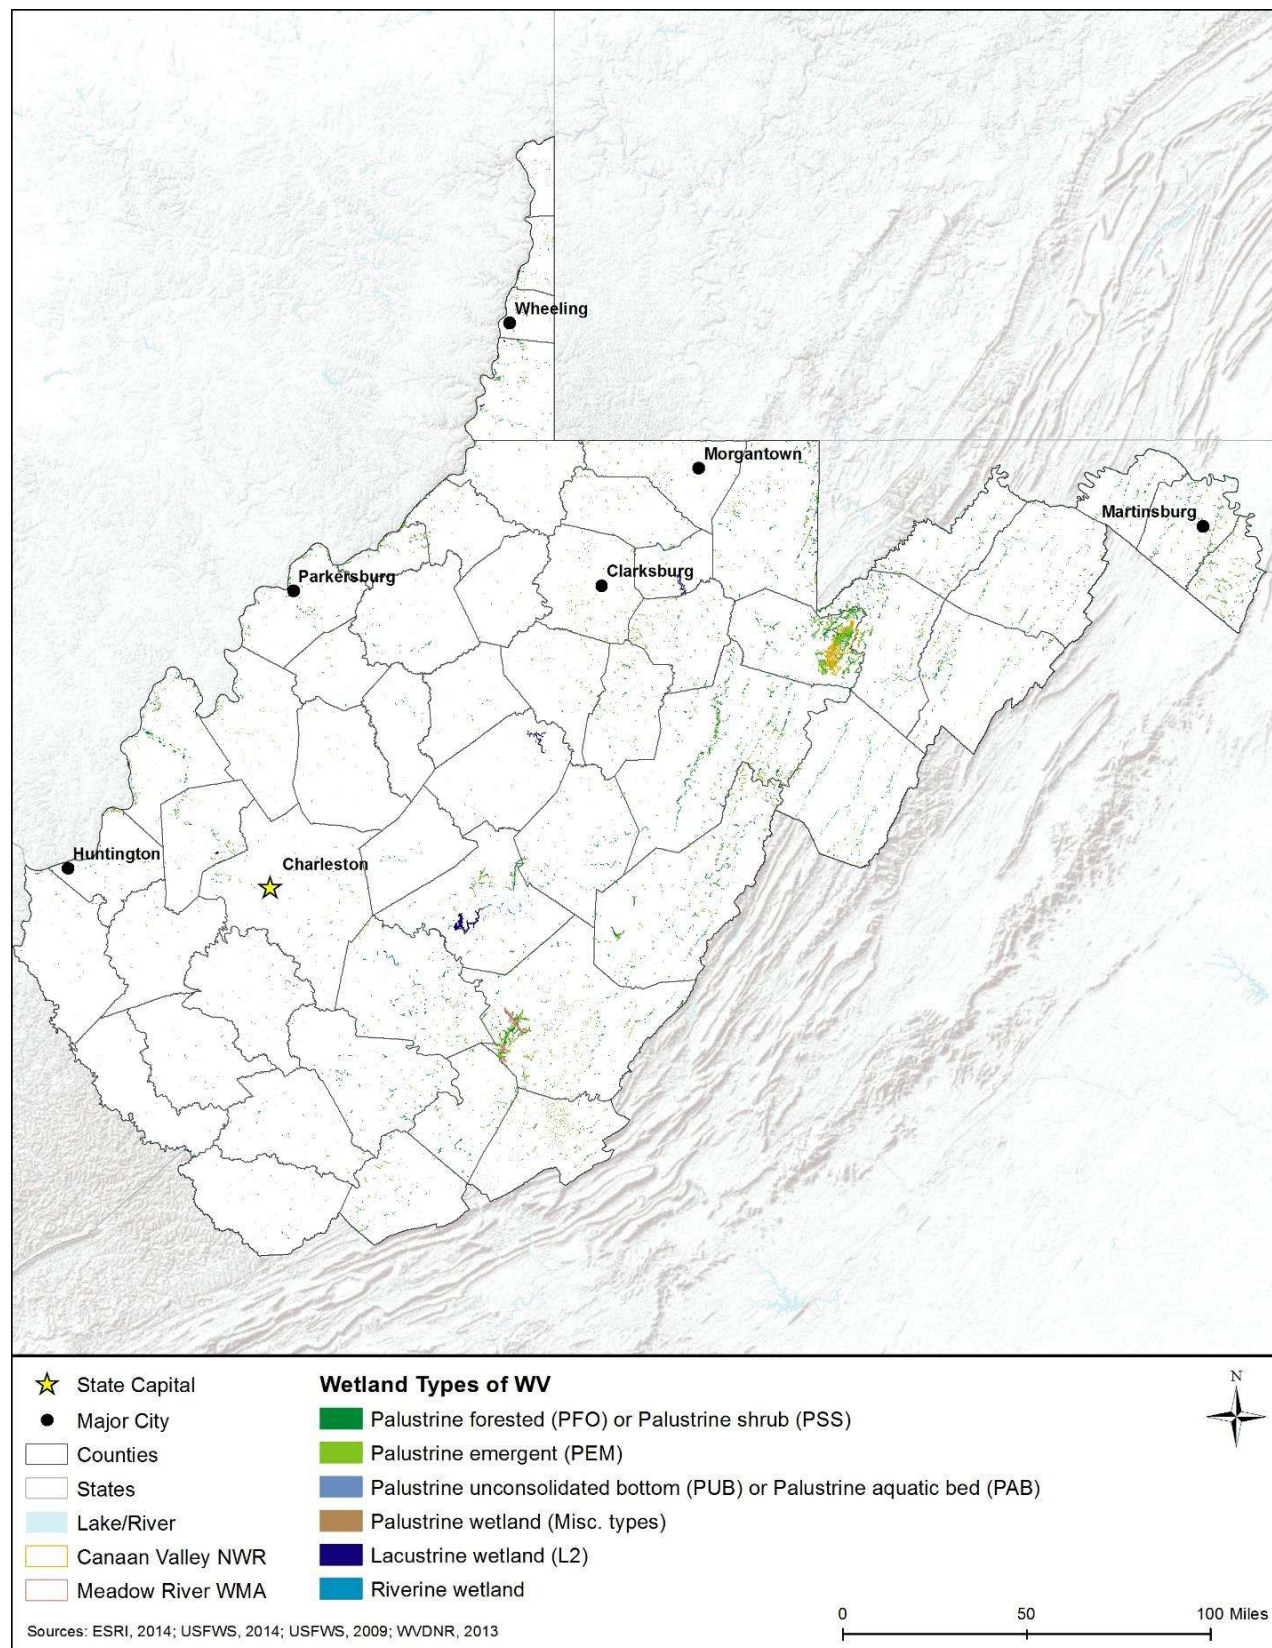 Wheeling
Morgantown
Martinsburg
Clarksburg
Parkersburg
Huntington
Charleston
State Capital
Major City
Counties
States
Lake/River
Canaan Valley NWR
Meadow River WMA
Wetland Types of WV
Palustrine forested (PFO) or Palustrine shrub (PSS)
Palustrine emergent (PEM)
Palustrine unconsolidated bottom (PUB) or Palustrine aquatic bed (PAB)
Palustrine wetland (Misc. types)
Lacustrine wetland (L2)
Riverine wetland
N
0 50 100 Miles
Sources: ESRI, 2014; USFWS, 2014; USFWS, 2009; WVDNR, 2013